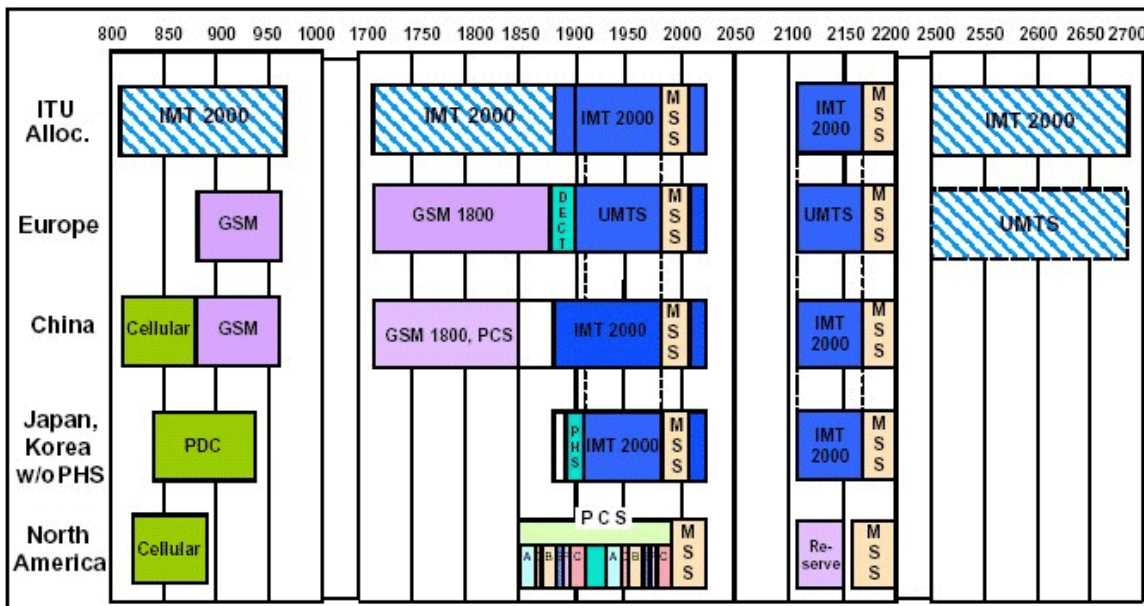 800 850 900 950 1000 1700 1750 1800 1850 1900 1950 2000 2050 2100 2150 2200 2500 2550 2600 2650 2700
ITU
Alloc.
IMT 2000
IMT 2000
IMT 2000
M
S
S
IMT
2000
M
S
S
IMT 2000
Europe
GSM
GSM 1800
D
E
C
T
UMTS
M
S
S
UMTS
M
S
S
UMTS
China
Cellular
GSM
GSM 1800, PCS
IMT 2000
M
S
S
IMT
2000
M
S
S
Japan,
Korea
w/o PHS
PDC
P
H
S
IMT 2000
M
S
S
IMT
2000
M
S
S
North
America
Cellular
P C S
A
B
C
A
B
C
M
S
S
Re-
serve
M
S
S